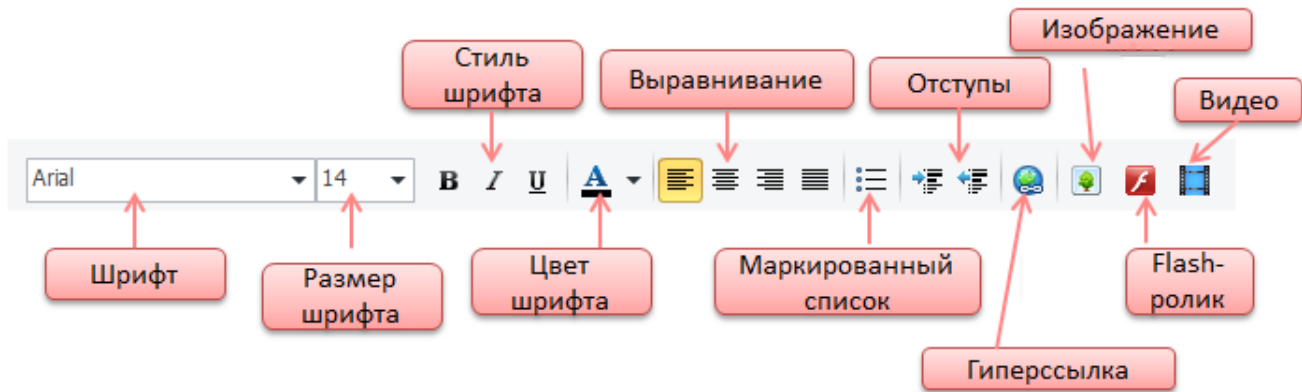 Изображение
Стиль
шрифта
Выравнивание
Отступы
Видео
Arial
14
B I U
A
Шрифт
Размер
шрифта
Цвет
шрифта
Маркированный
список
Flash-
ролик
Гиперссылка